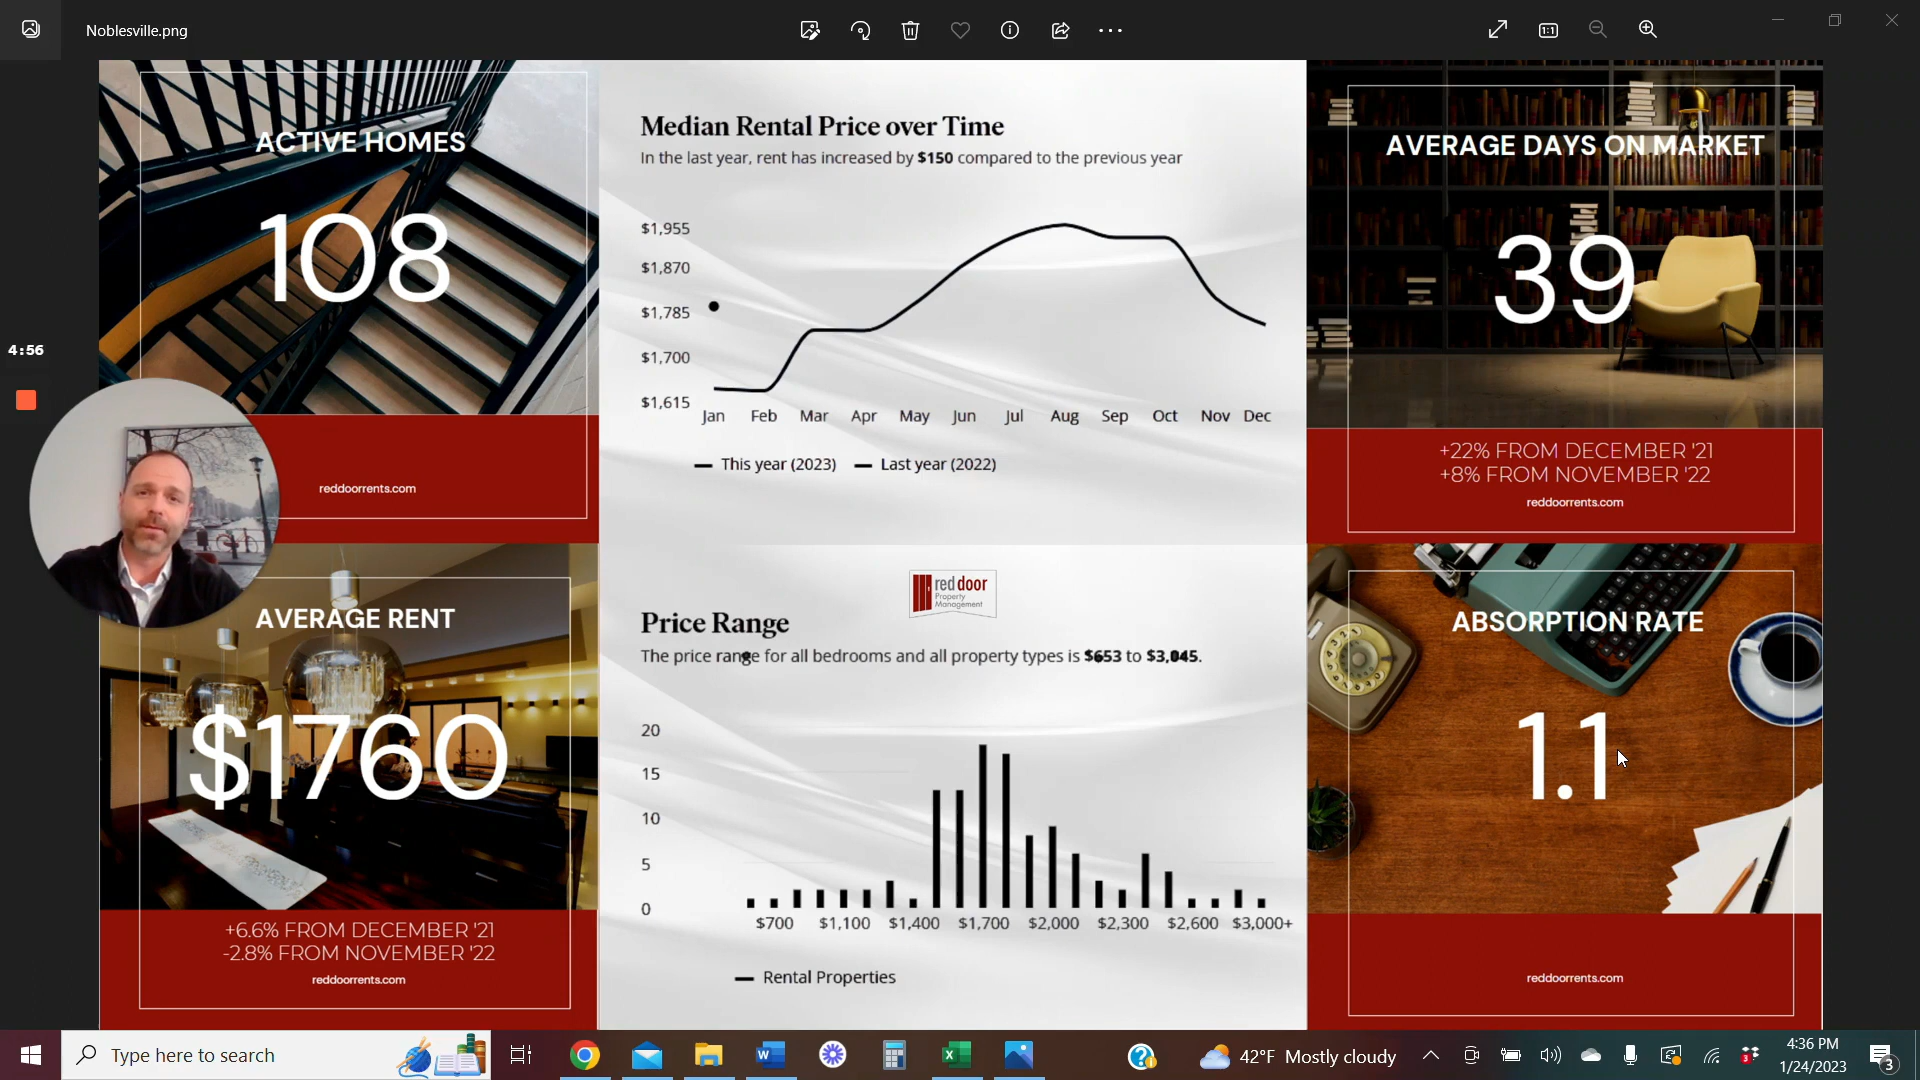 Noblesville.png
ACTIVE HOMES
108
reddoorrents.com
Median Rental Price over Time
In the last year, rent has increased by $150 compared to the previous year
$1,955
$1,870
$1,785
$1,700
$1,615
Jan Feb Mar Apr May Jun Jul Aug Sep Oct Nov Dec
This year (2023) Last year (2022)
AVERAGE DAYS ON MARKET
39
+22% FROM DECEMBER '21
+8% FROM NOVEMBER '22
reddoorrents.com
4:56
AVERAGE RENT
$1760
+6.6% FROM DECEMBER '21
-2.8% FROM NOVEMBER '22
reddoorrents.com
red door
Property
Management
Price Range
The price range for all bedrooms and all property types is $653 to $3,045.
20
15
10
5
0
$700 $1,100 $1,400 $1,700 $2,000 $2,300 $2,600 $3,000+
Rental Properties
ABSORPTION RATE
1.1
reddoorrents.com
Type here to search
42°F Mostly cloudy
4:36 PM
1/24/2023
3